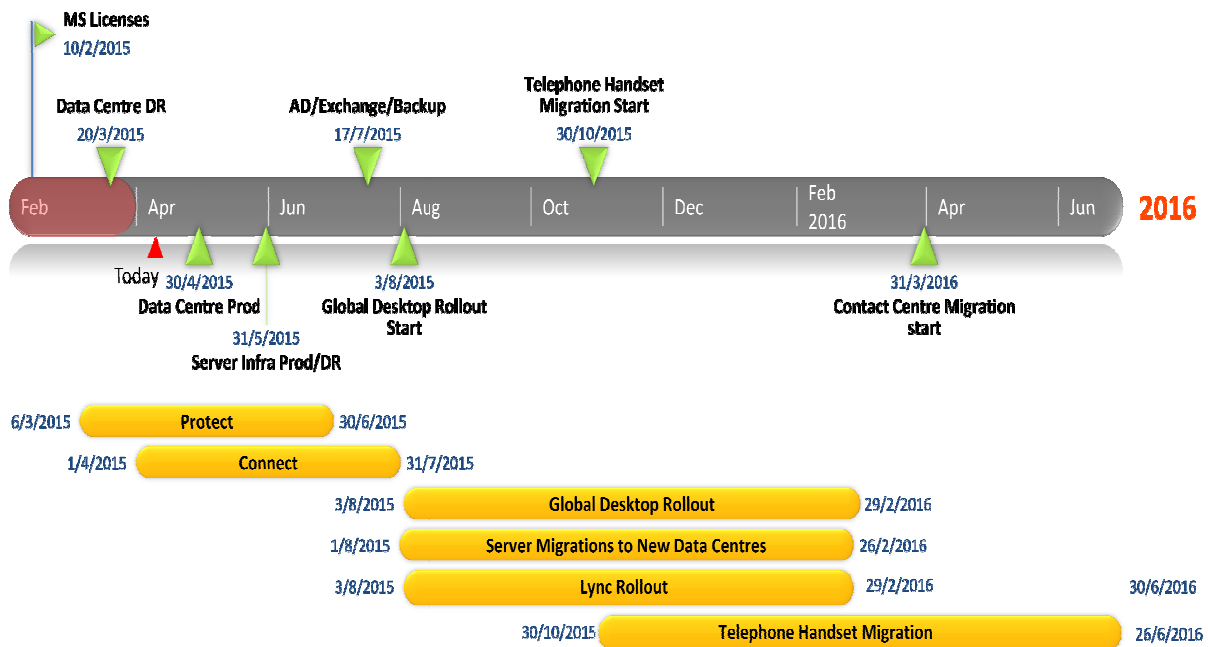 MS Licenses
10/2/2015
Data Centre DR
20/3/2015
AD/Exchange/Backup
17/7/2015
Telephone Handset
Migration Start
30/10/2015
Feb
Apr
Jun
Aug
Oct
Dec
Feb
2016
Apr
Jun
2016
Today
30/4/2015
Data Centre Prod
31/5/2015
Server Infra Prod/DR
3/8/2015
Global Desktop Rollout
Start
31/3/2016
Contact Centre Migration
start
6/3/2015 Protect 30/6/2015
1/4/2015 Connect 31/7/2015
3/8/2015 Global Desktop Rollout 29/2/2016
1/8/2015 Server Migrations to New Data Centres 26/2/2016
3/8/2015 Lync Rollout 29/2/2016 30/6/2016
30/10/2015 Telephone Handset Migration 26/6/2016